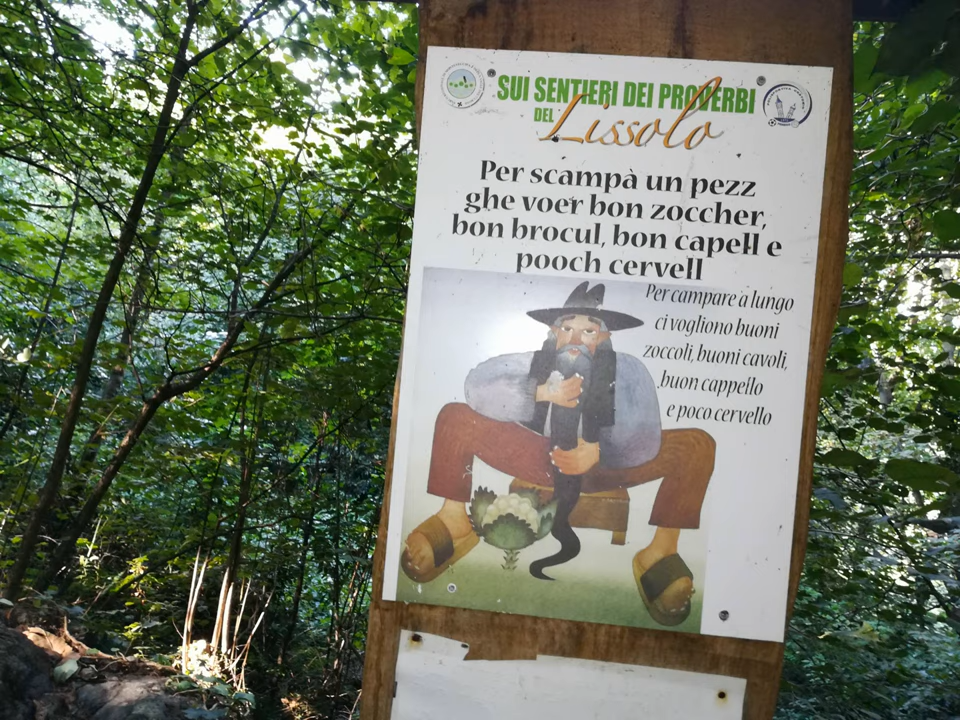 SUI SENTIERI DEI PROVERBI
DEL Lissolo
Per scampà un pezz
ghe voer bon zoccher,
bon brocul, bon capell e
pooch cervell
Per campare a lungo
ci vogliono buoni
zoccoli, buoni cavoli,
buon cappello
e poco cervello